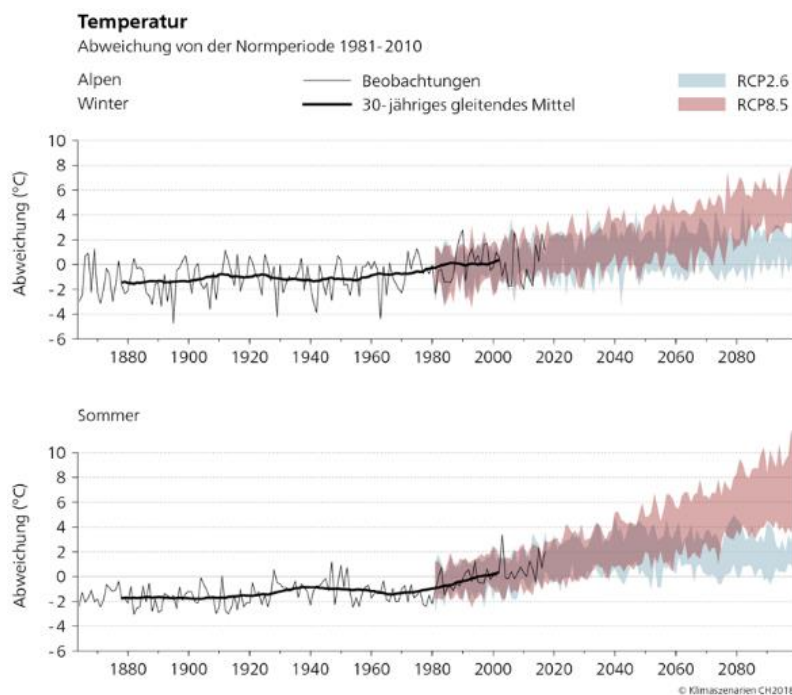 Temperatur
Abweichung von der Normperiode 1981-2010
Alpen
Beobachtungen
RCP2.6
Winter
30-jähriges gleitendes Mittel
RCP8.5
Abweichung (°C)
10
8
6
4
2
0
-2
-4
-6
1880 1900 1920 1940 1960 1980 2000 2020 2040 2060 2080
Sommer
Abweichung (°C)
10
8
6
4
2
0
-2
-4
-6
1880 1900 1920 1940 1960 1980 2000 2020 2040 2060 2080
© Klimaszenarien CH2018